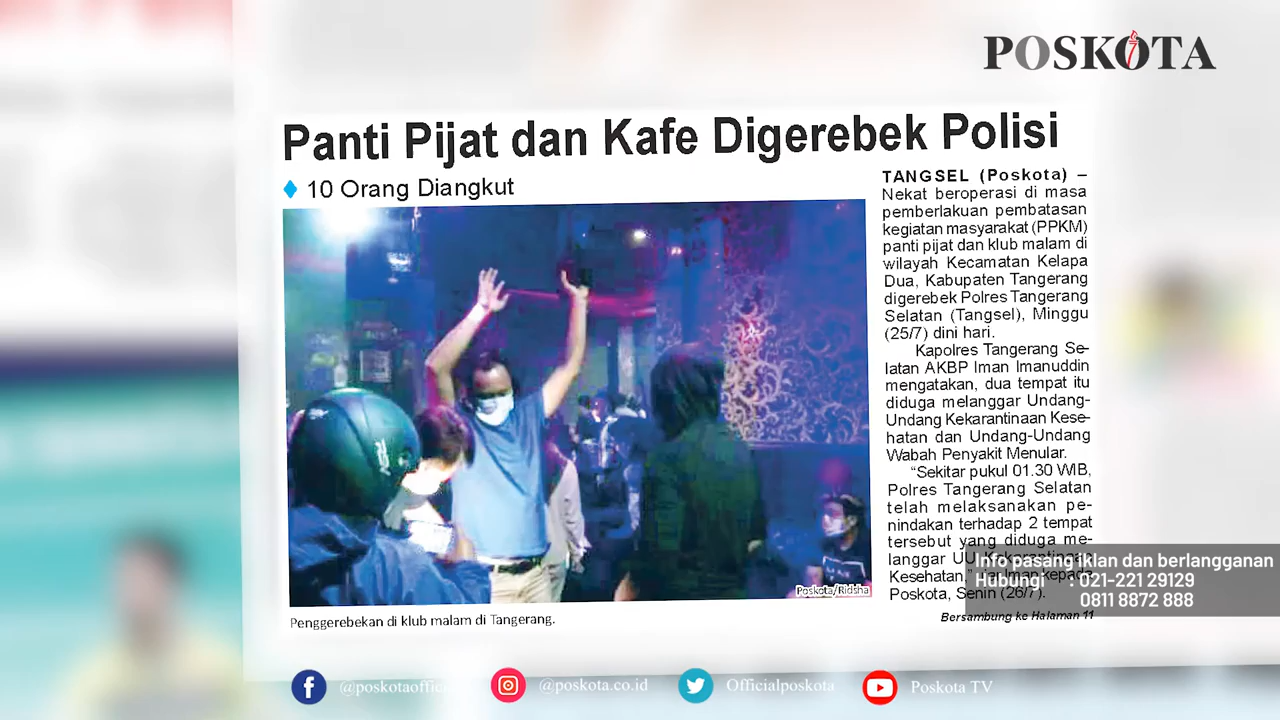 POSKOTA
Panti Pijat dan Kafe Digerebek Polisi
10 Orang Diangkut
TANGSEL (Poskota) –
Nekat beroperasi di masa
pemberlakuan pembatasan
kegiatan masyarakat (PPKM)
panti pijat dan klub malam di
wilayah Kecamatan Kelapa
Dua, Kabupaten Tangerang
digerebek Polres Tangerang
Selatan (Tangsel), Minggu
(25/7) dini hari.
Kapolres Tangerang Se-
latan AKBP Iman Imanuddin
mengatakan, dua tempat itu
diduga melanggar Undang-
Undang Kekarantinaan Kese-
hatan dan Undang-Undang
Wabah Penyakit Menular.
“Sekitar pukul 01.30 WIB,
Polres Tangerang Selatan
telah melaksanakan pe-
nindakan terhadap 2 tempat
tersebut yang diduga me-
langgar UU Kekarantinaan
Kesehatan,” Iman kepada
Poskota, Senin (26/7).
Bersambung ke Halaman 11
Poskota/Ridsha
Penggerebekan di klub malam di Tangerang.
Info pasang iklan dan berlangganan
Hubungi : 021-221 29129
0811 8872 888
@poskotaoffic
@poskota.co.id
Officialposkota
Poskota TV